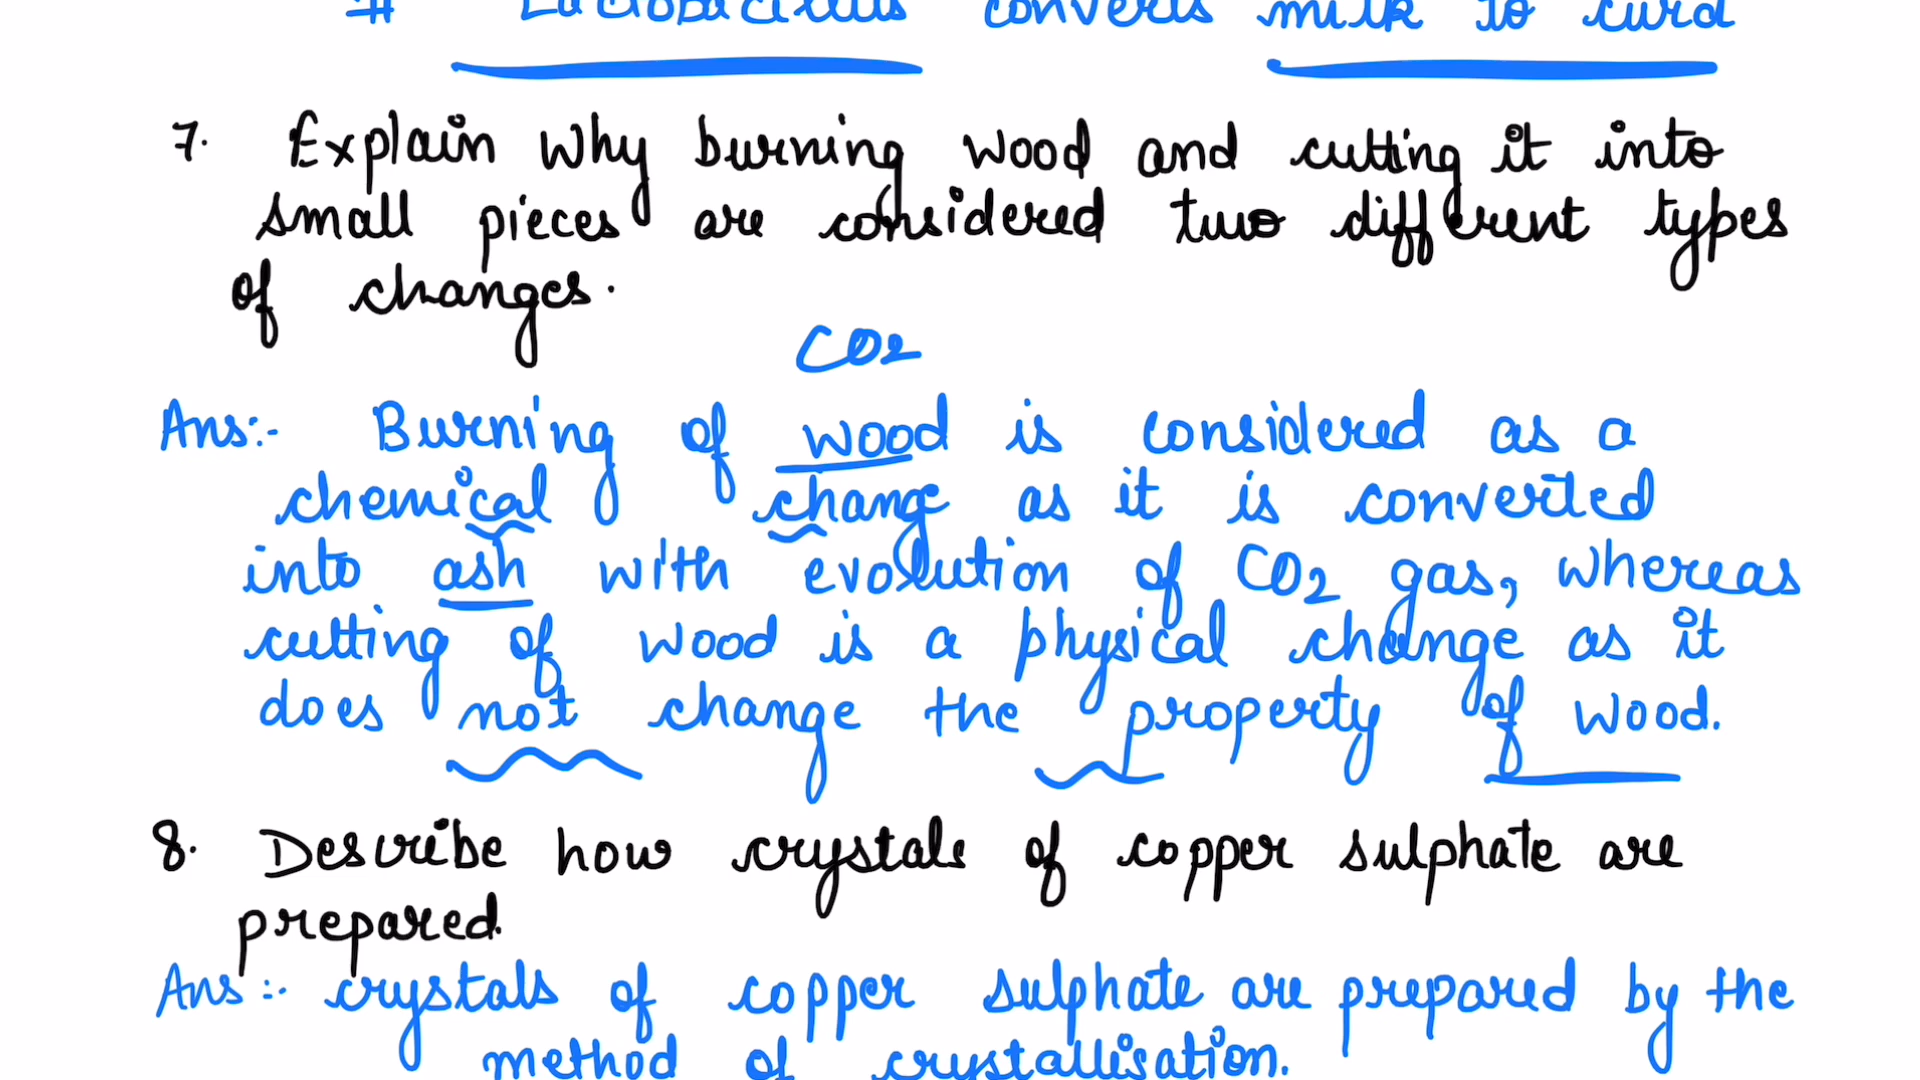 # Lactobacillus converts milk to curd
7. Explain why burning wood and cutting it into
small pieces are considered two different types
of changes.
CO2
Ans:- Burning of wood is considered as a
chemical change as it is converted
into ash with evolution of CO2 gas, whereas
cutting of wood is a physical change as it
does not change the property of wood.
8. Describe how crystals of copper sulphate are
prepared.
Ans:- crystals of copper sulphate are prepared by the
method of crystallisation.